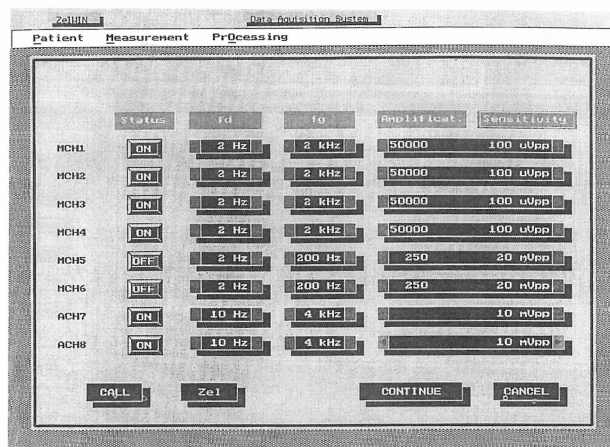 ZelWIN Data Aquisition System
Patient Measurement PrOcessing
Status fd fg Amplificat. Sensitivity
MCH1 ON 2 Hz 2 kHz 50000 100 uVpp
MCH2 ON 2 Hz 2 kHz 50000 100 uVpp
MCH3 ON 2 Hz 2 kHz 50000 100 uVpp
MCH4 ON 2 Hz 2 kHz 50000 100 uVpp
MCH5 OFF 2 Hz 200 Hz 250 20 mVpp
MCH6 OFF 2 Hz 200 Hz 250 20 mVpp
ACH7 ON 10 Hz 4 kHz 10 mVpp
ACH8 ON 10 Hz 4 kHz 10 mVpp
CALL Zel CONTINUE CANCEL